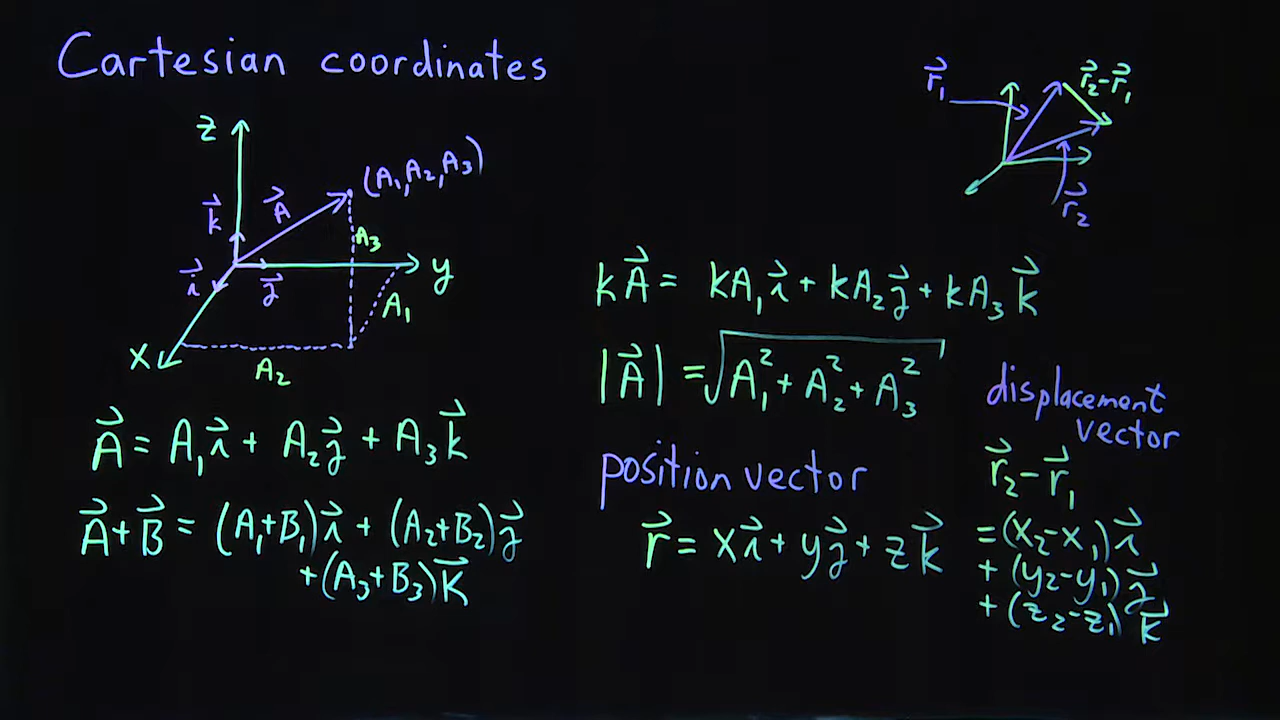 Cartesian coordinates
z
(A₁,A₂,A₃)
A⃗
k⃗
A₃
i⃗
j⃗
y
A₁
x
A₂
A⃗ = A₁i⃗ + A₂j⃗ + A₃k⃗
A⃗+B⃗ = (A₁+B₁)i⃗ + (A₂+B₂)j⃗
+(A₃+B₃)k⃗
r⃗₁
r⃗₂-r⃗₁
r⃗₂
kA⃗ = kA₁i⃗ + kA₂j⃗ + kA₃k⃗
|A⃗| = √(A₁²+A₂²+A₃²)
position vector
r⃗ = xi⃗ + yj⃗ + zk⃗
displacement
vector
r⃗₂-r⃗₁
=(x₂-x₁)i⃗
+(y₂-y₁)j⃗
+(z₂-z₁)k⃗